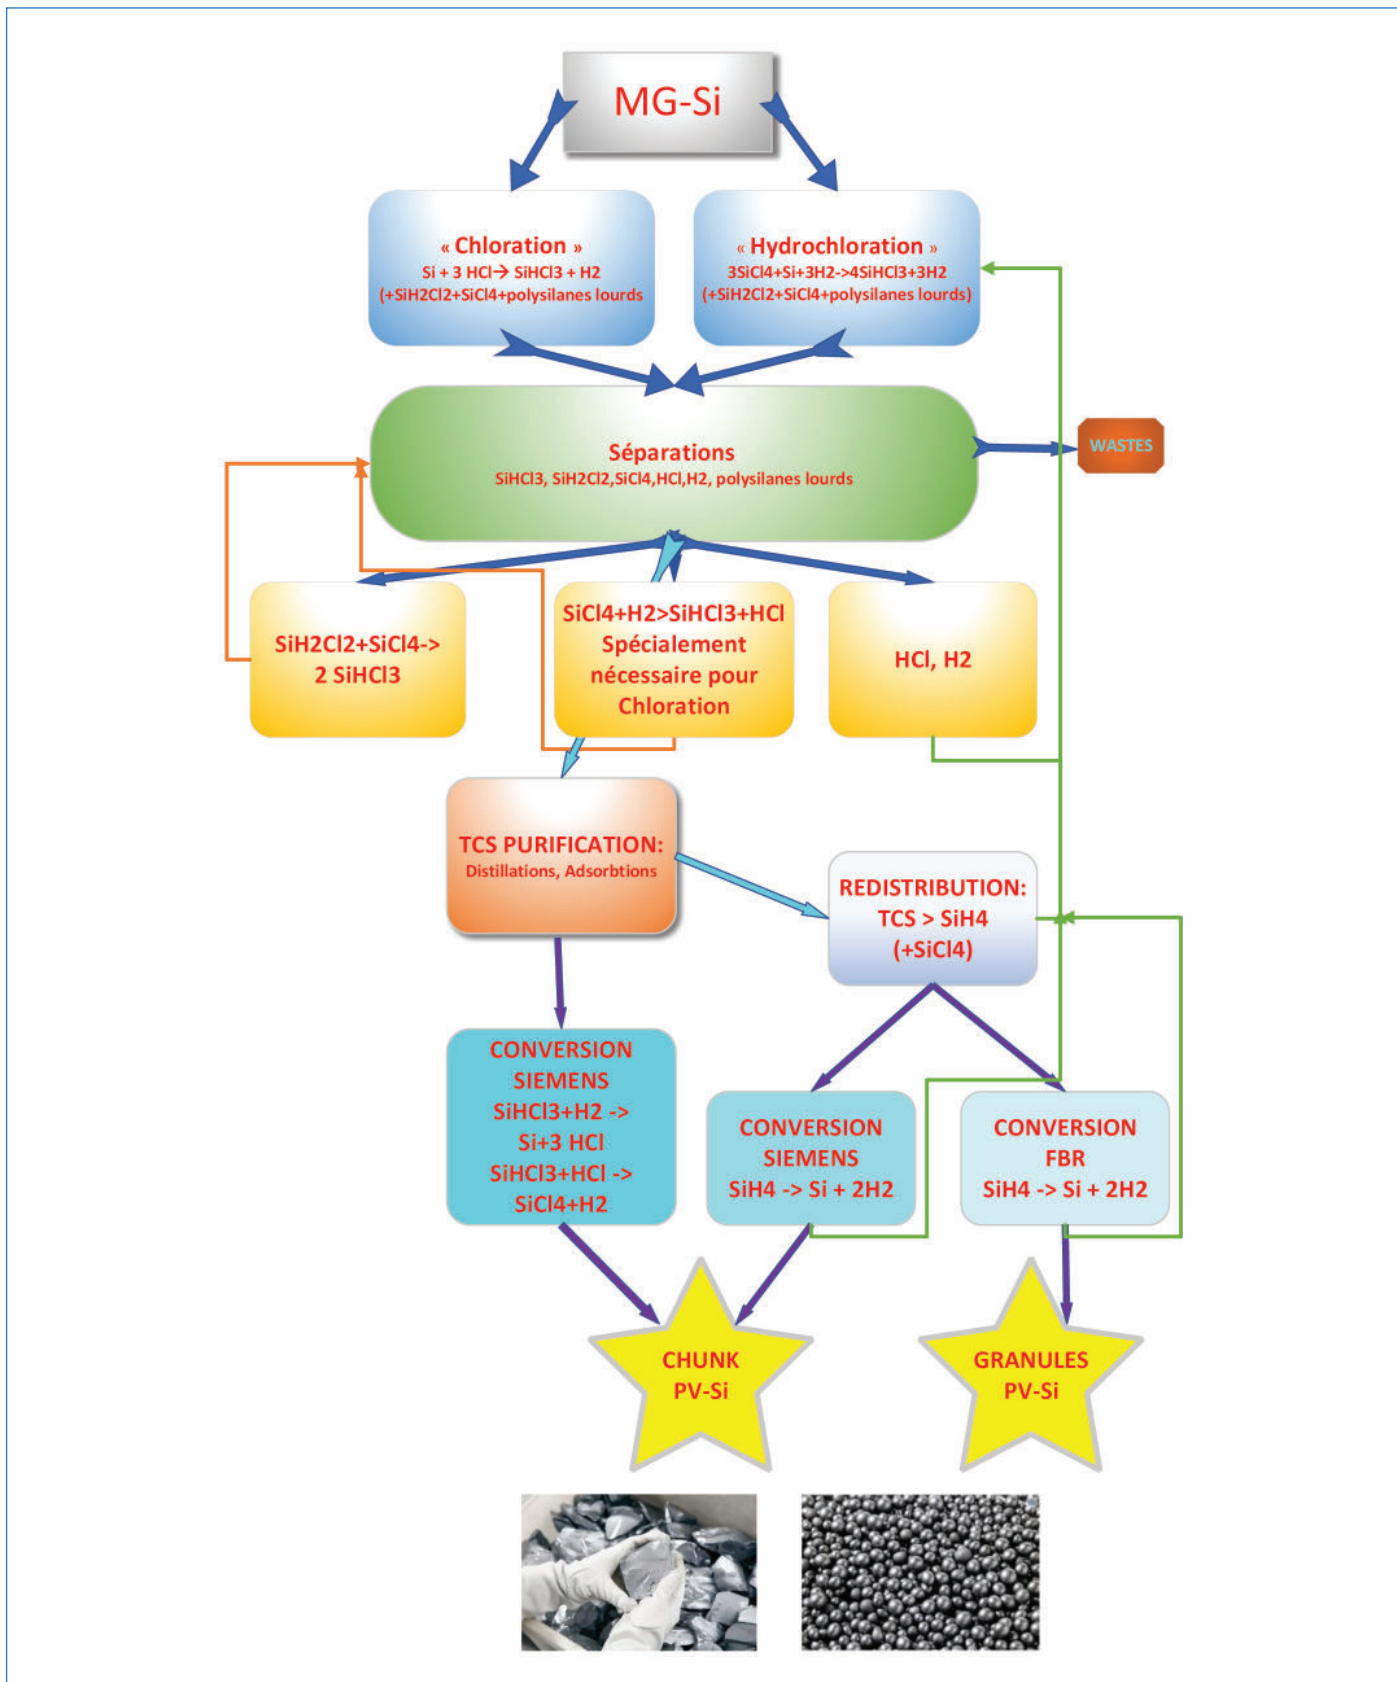 MG-Si
« Chloration »
Si + 3 HCl→ SiHCl3 + H2
(+SiH2Cl2+SiCl4+polysilanes lourds
« Hydrochloration »
3SiCl4+Si+3H2->4SiHCl3+3H2
(+SiH2Cl2+SiCl4+polysilanes lourds)
Séparations
SiHCl3, SiH2Cl2,SiCl4,HCl,H2, polysilanes lourds
WASTES
SiH2Cl2+SiCl4->
2 SiHCl3
SiCl4+H2>SiHCl3+HCl
Spécialement
nécessaire pour
Chloration
HCl, H2
TCS PURIFICATION:
Distillations, Adsorbtions
REDISTRIBUTION:
TCS > SiH4
(+SiCl4)
CONVERSION
SIEMENS
SiHCl3+H2 ->
Si+3 HCl
SiHCl3+HCl ->
SiCl4+H2
CONVERSION
SIEMENS
SiH4 -> Si + 2H2
CONVERSION
FBR
SiH4 -> Si + 2H2
CHUNK
PV-Si
GRANULES
PV-Si